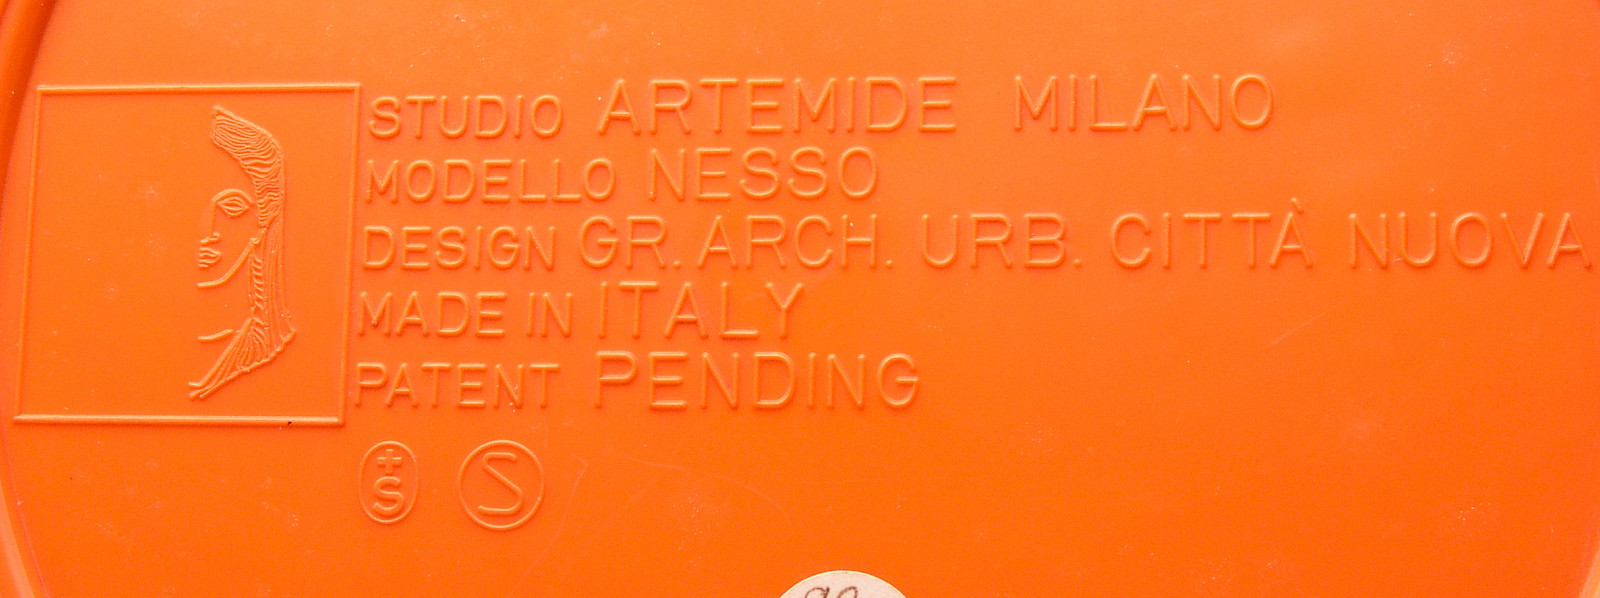 STUDIO ARTEMIDE MILANO
MODELLO NESSO
DESIGN GR. ARCH. URB. CITTÀ NUOVA
MADE IN ITALY
PATENT PENDING
+S S